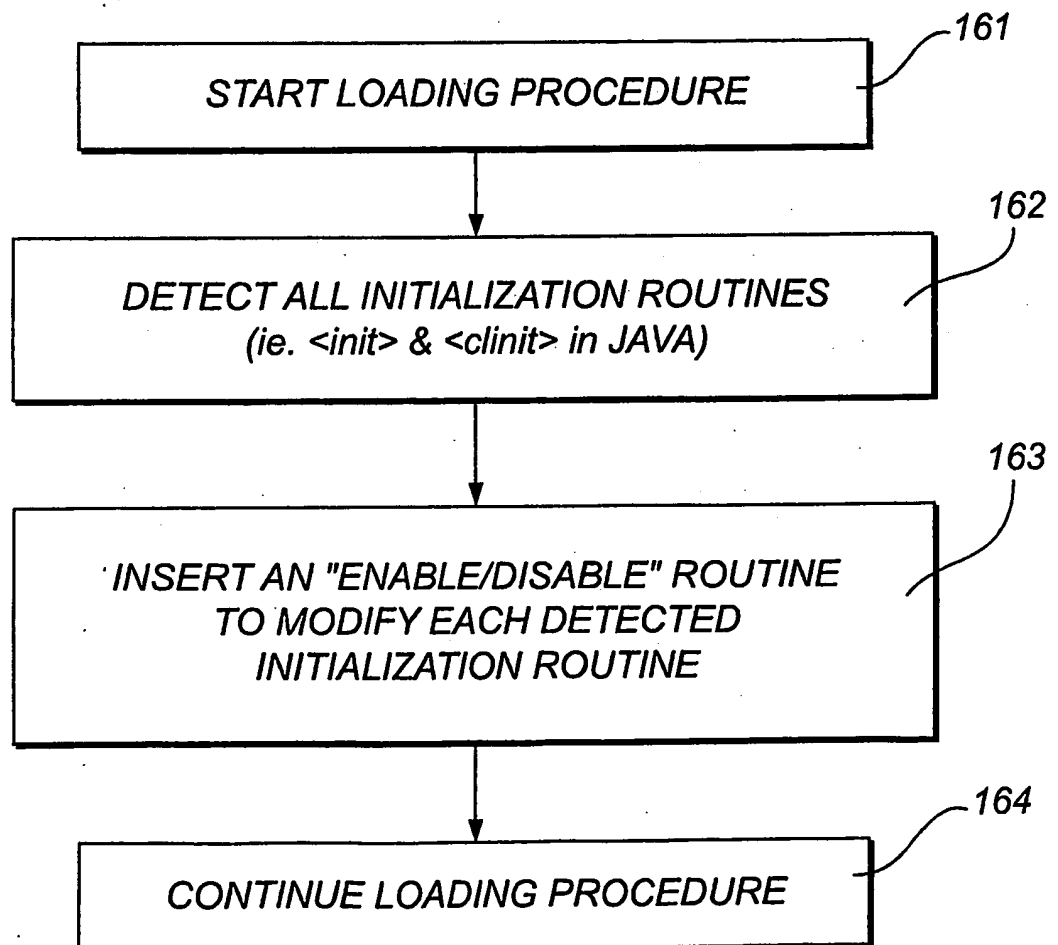 161
START LOADING PROCEDURE
162
DETECT ALL INITIALIZATION ROUTINES
(ie. <init> & <clinit> in JAVA)
163
INSERT AN "ENABLE/DISABLE" ROUTINE
TO MODIFY EACH DETECTED
INITIALIZATION ROUTINE
164
CONTINUE LOADING PROCEDURE